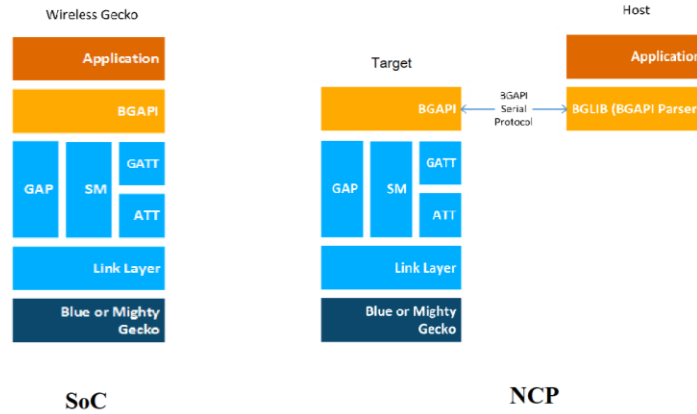 Wireless Gecko
Application
BGAPI
GAP
SM
GATT
ATT
Link Layer
Blue or Mighty
Gecko
SoC
Target
BGAPI
GAP
SM
GATT
ATT
Link Layer
Blue or Mighty
Gecko
BGAPI
Serial
Protocol
Host
Application
BGLIB (BGAPI Parser
NCP